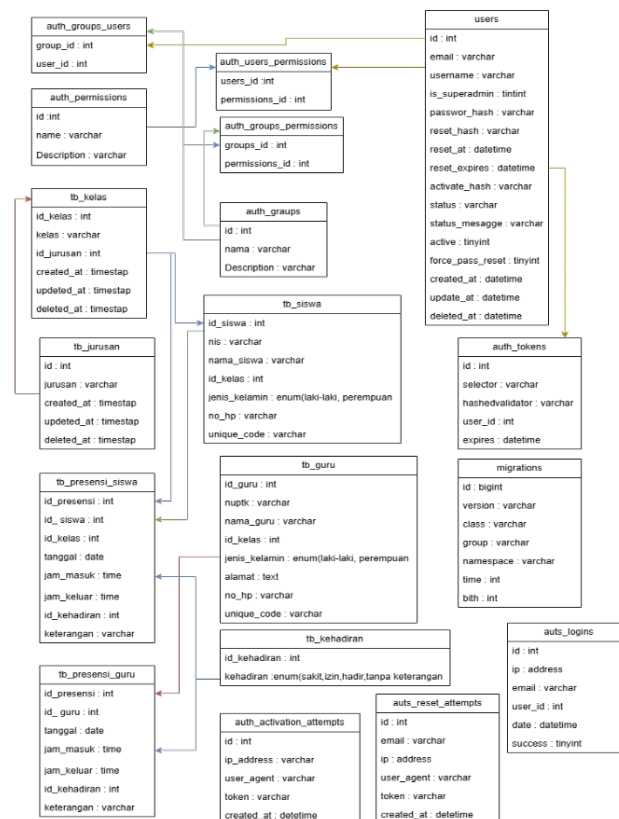 auth_groups_users
group_id : int
user_id : int
auth_permissions
id :int
name : varchar
Description : varchar
auth_users_permissions
users_id :int
permissions_id : int
auth_groups_permissions
groups_id : int
permissions_id : int
auth_graups
id : int
nama : varchar
Description : varchar
users
id : int
email : varchar
username : varchar
is_superadmin : tintint
passwor_hash : varchar
reset_hash : varchar
reset_at : datetime
reset_expires : datetime
activate_hash : varchar
status : varchar
status_mesagge : varchar
active : tinyint
force_pass_reset : tinyint
created_at : datetime
update_at : datetime
deleted_at : datetime
tb_kelas
id_kelas : int
kelas : varchar
id_jurusan : int
created_at : timestap
updeted_at : timestap
deleted_at : timestap
tb_jurusan
id : int
jurusan : varchar
created_at : timestap
updeted_at : timestap
deleted_at : timestap
tb_siswa
id_siswa : int
nis : varchar
nama_siswa : varchar
id_kelas : int
jenis_kelamin : enum(laki-laki, perempuan
no_hp : varchar
unique_code : varchar
auth_tokens
id : int
selector : varchar
hashedvalidator : varchar
user_id : int
expires : datetime
tb_presensi_siswa
id_presensi : int
id_ siswa : int
id_kelas : int
tanggal : date
jam_masuk : time
jam_keluar : time
id_kehadiran : int
keterangan : varchar
tb_guru
id_guru : int
nuptk : varchar
nama_guru : varchar
id_kelas : int
jenis_kelamin : enum(laki-laki, perempuan
alamat : text
no_hp : varchar
unique_code : varchar
migrations
id : bigint
version : varchar
class : varchar
group : varchar
namespace : varchar
time : int
bith : int
tb_kehadiran
id_kehadiran : int
kehadiran :enum(sakit,izin,hadir,tanpa keterangan
auts_logins
id : int
ip : address
email : varchar
user_id : int
date : datetime
success : tinyint
tb_presensi_guru
id_presensi : int
id_ guru : int
tanggal : date
jam_masuk : time
jam_keluar : time
id_kehadiran : int
keterangan : varchar
auth_activation_attempts
id : int
ip_address : varchar
user_agent : varchar
token : varchar
created_at : detetime
auts_reset_attempts
id : int
email : varchar
ip : address
user_agent : varchar
token : varchar
created_at : detetime